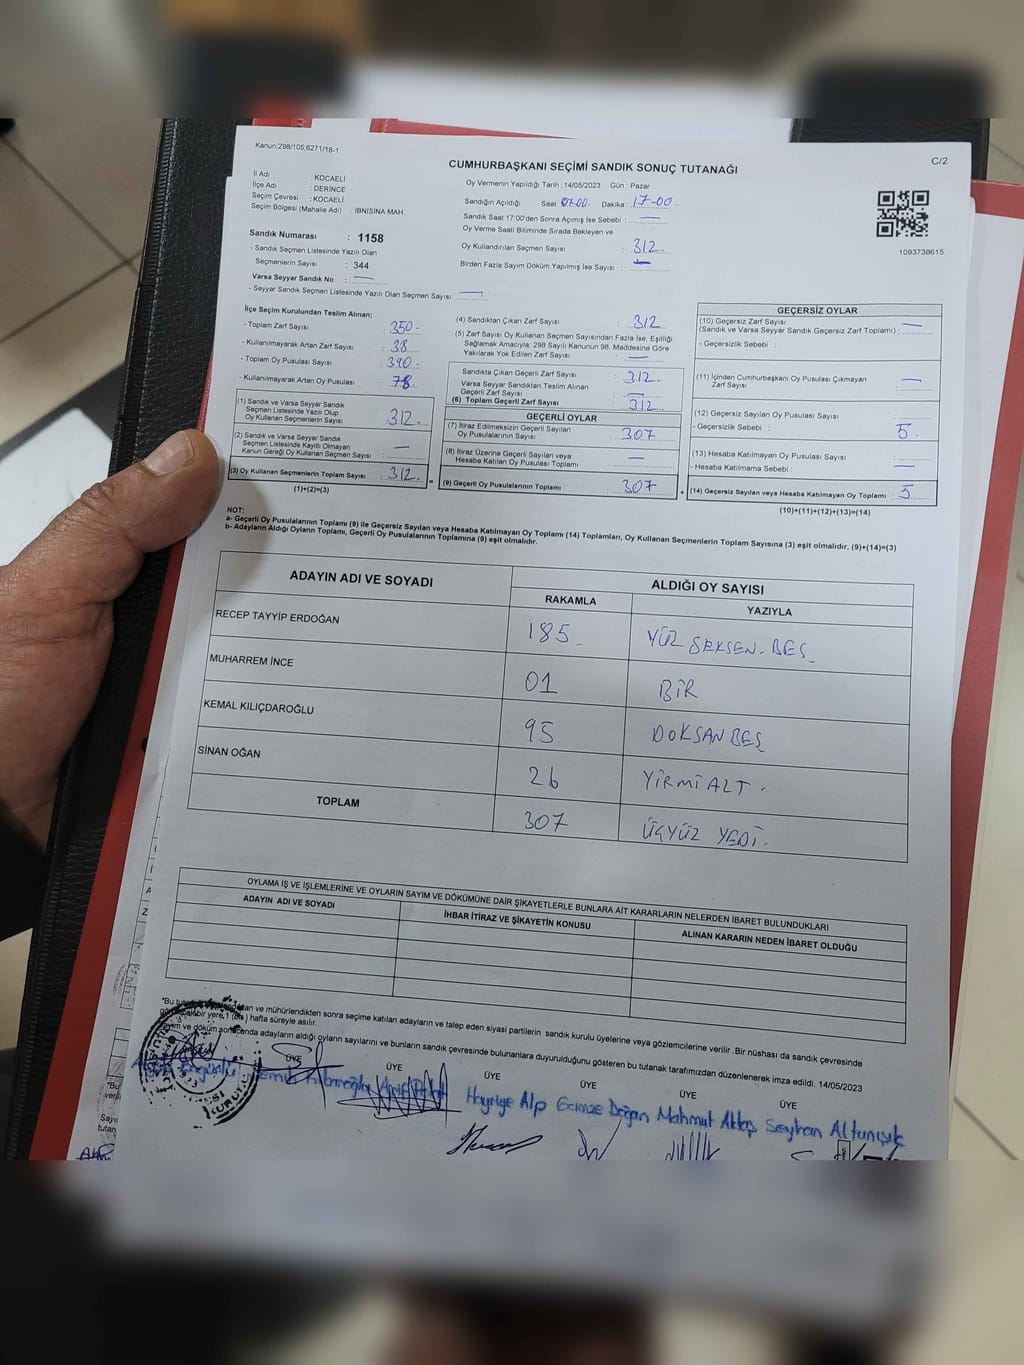 Kanun:298/105;6271/18-1
C/2
CUMHURBAŞKANI SEÇİMİ SANDIK SONUÇ TUTANAĞI
İl Adı : KOCAELİ
İlçe Adı : DERİNCE
Seçim Çevresi : KOCAELİ
Seçim Bölgesi (Mahalle Adı) : İBNİSİNA MAH.
Oy Vermenin Yapıldığı Tarih : 14/05/2023 Gün : Pazar
Sandığın Açıldığı Saat 07.00. Dakika : 17-00.
Sandık Saat 17:00'den Sonra Açımış İse Sebebi : —
Oy Verme Saati Bitiminde Sırada Bekleyen ve
Oy Kullandırılan Seçmen Sayısı : 312.
Birden Fazla Sayım Döküm Yapılmış İse Sayısı : —
1093738615
Sandık Numarası : 1158
- Sandık Seçmen Listesinde Yazılı Olan
Seçmenlerin Sayısı : 344
Varsa Seyyar Sandık No : —
- Seyyar Sandık Seçmen Listesinde Yazılı Olan Seçmen Sayısı: —
İlçe Seçim Kurulundan Teslim Alınan;
- Toplam Zarf Sayısı : 350.
- Kullanılmayarak Artan Zarf Sayısı : 38
- Toplam Oy Pusulası Sayısı : 390.
- Kullanılmayarak Artan Oy Pusulası : 78
(1) Sandık ve Varsa Seyyar Sandık
Seçmen Listesinde Yazılı Olup
Oy Kullanan Seçmenlerin Sayısı : 312.
(2) Sandık ve Varsa Seyyar Sandık
Seçmen Listesinde Kayıtlı Olmayan
Kanun Gereği Oy Kullanan Seçmen Sayısı : —
(3) Oy Kullanan Seçmenlerin Toplam Sayısı : 312.
(1)+(2)=(3)
(4) Sandıktan Çıkan Zarf Sayısı : 312
(5) Zarf Sayısı Oy Kullanan Seçmen Sayısından Fazla İse, Eşitliği
Sağlamak Amacıyla; 298 Sayılı Kanunun 98. Maddesine Göre
Yakılarak Yok Edilen Zarf Sayısı : —
Sandıkta Çıkan Geçerli Zarf Sayısı : 312.
Varsa Seyyar Sandıktan Teslim Alınan
Geçerli Zarf Sayısı : —
(6) Toplam Geçerli Zarf Sayısı : 312.
GEÇERLİ OYLAR
(7) İtiraz Edilmeksizin Geçerli Sayılan
Oy Pusulalarının Sayısı : 307
(8) İtiraz Üzerine Geçerli Sayılan veya
Hesaba Katılan Oy Pusulası Toplamı : —
(9) Geçerli Oy Pusulalarının Toplamı : 307
GEÇERSİZ OYLAR
(10) Geçersiz Zarf Sayısı
(Sandık ve Varsa Seyyar Sandık Geçersiz Zarf Toplamı) : —
- Geçersizlik Sebebi :
(11) İçinden Cumhurbaşkanı Oy Pusulası Çıkmayan
Zarf Sayısı : —
(12) Geçersiz Sayılan Oy Pusulası Sayısı :
- Geçersizlik Sebebi : 5.
(13) Hesaba Katılmayan Oy Pusulası Sayısı :
- Hesaba Katılmama Sebebi : —
(14) Geçersiz Sayılan veya Hesaba Katılmayan Oy Toplamı : 5
(10)+(11)+(12)+(13)=(14)
NOT:
a- Geçerli Oy Pusulalarının Toplamı (9) ile Geçersiz Sayılan veya Hesaba Katılmayan Oy Toplamı (14) Toplamları, Oy Kullanan Seçmenlerin Toplam Sayısına (3) eşit olmalıdır. (9)+(14)=(3)
b- Adayların Aldığı Oyların Toplamı, Geçerli Oy Pusulalarının Toplamına (9) eşit olmalıdır.
ADAYIN ADI VE SOYADI ALDIĞI OY SAYISI
RAKAMLA YAZIYLA
RECEP TAYYİP ERDOĞAN 185. YÜZ SEKSEN.BEŞ
MUHARREM İNCE 01 BİR
KEMAL KILIÇDAROĞLU 95 DOKSANBEŞ
SİNAN OĞAN 26 YİRMİALT.
TOPLAM 307 ÜÇYÜZ YEDİ.
OYLAMA İŞ VE İŞLEMLERİNE VE OYLARIN SAYIM VE DÖKÜMÜNE DAİR ŞİKAYETLERLE BUNLARA AİT KARARLARIN NELERDEN İBARET BULUNDUKLARI
ADAYIN ADI VE SOYADI İHBAR İTİRAZ VE ŞİKAYETİN KONUSU ALINAN KARARIN NEDEN İBARET OLDUĞU
"Bu ve mühürlendikten sonra seçime katılan adayların ve talep eden siyasi partilerin sandık kurulu üyelerine veya gözlemcilerine verilir. Bir nüshası da sandık çevresinde
bir yere 1 hafta süreyle asılır.
ve döküm sonucunda adayların aldığı oyların sayılarını ve bunların sandık çevresinde bulunanlara duyurulduğunu gösteren bu tutanak tarafımızdan düzenlenerek imza edildi. 14/05/2023
ÜYE ÜYE ÜYE ÜYE ÜYE ÜYE
Hayriye Alp Gamze Doğan Mahmut Aktaş Seyhan Altunışık